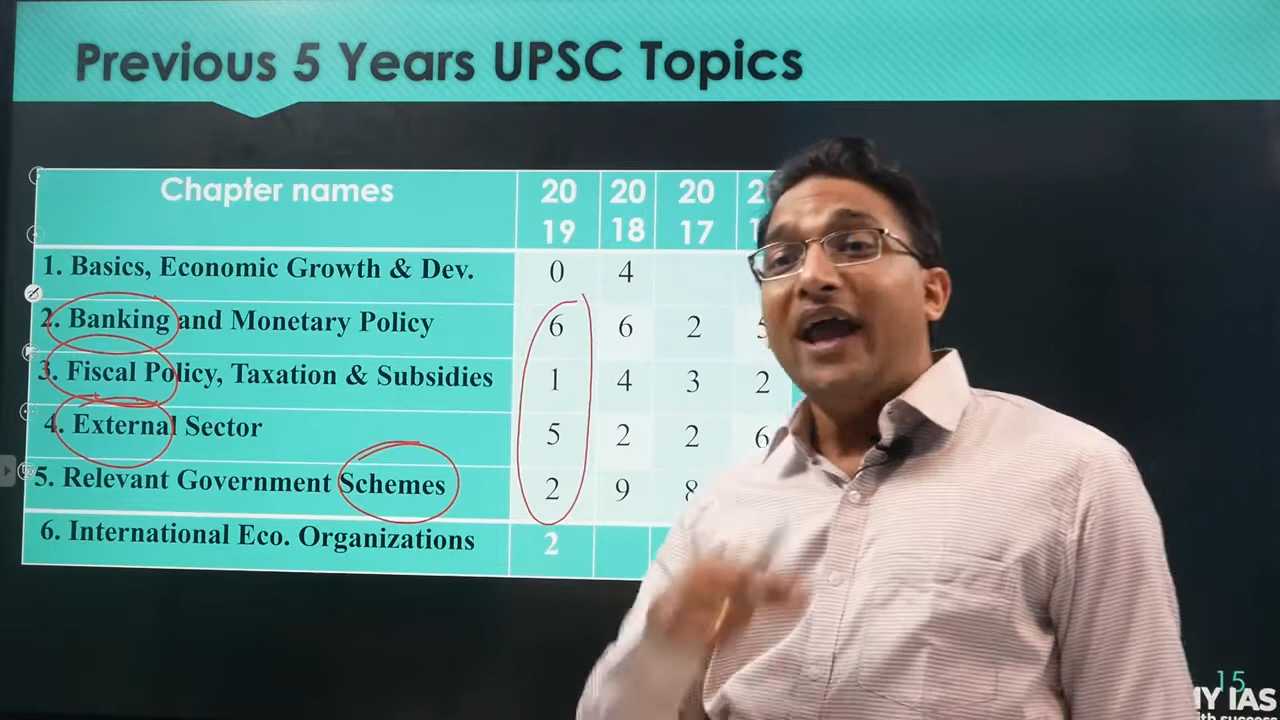 Previous 5 Years UPSC Topics
Chapter names 20 19 20 18 20 17
1. Basics, Economic Growth & Dev. 0 4
2. Banking and Monetary Policy 6 6 2 5
3. Fiscal Policy, Taxation & Subsidies 1 4 3 2
4. External Sector 5 2 2 6
5. Relevant Government Schemes 2 9 8
6. International Eco. Organizations 2
15
IAS